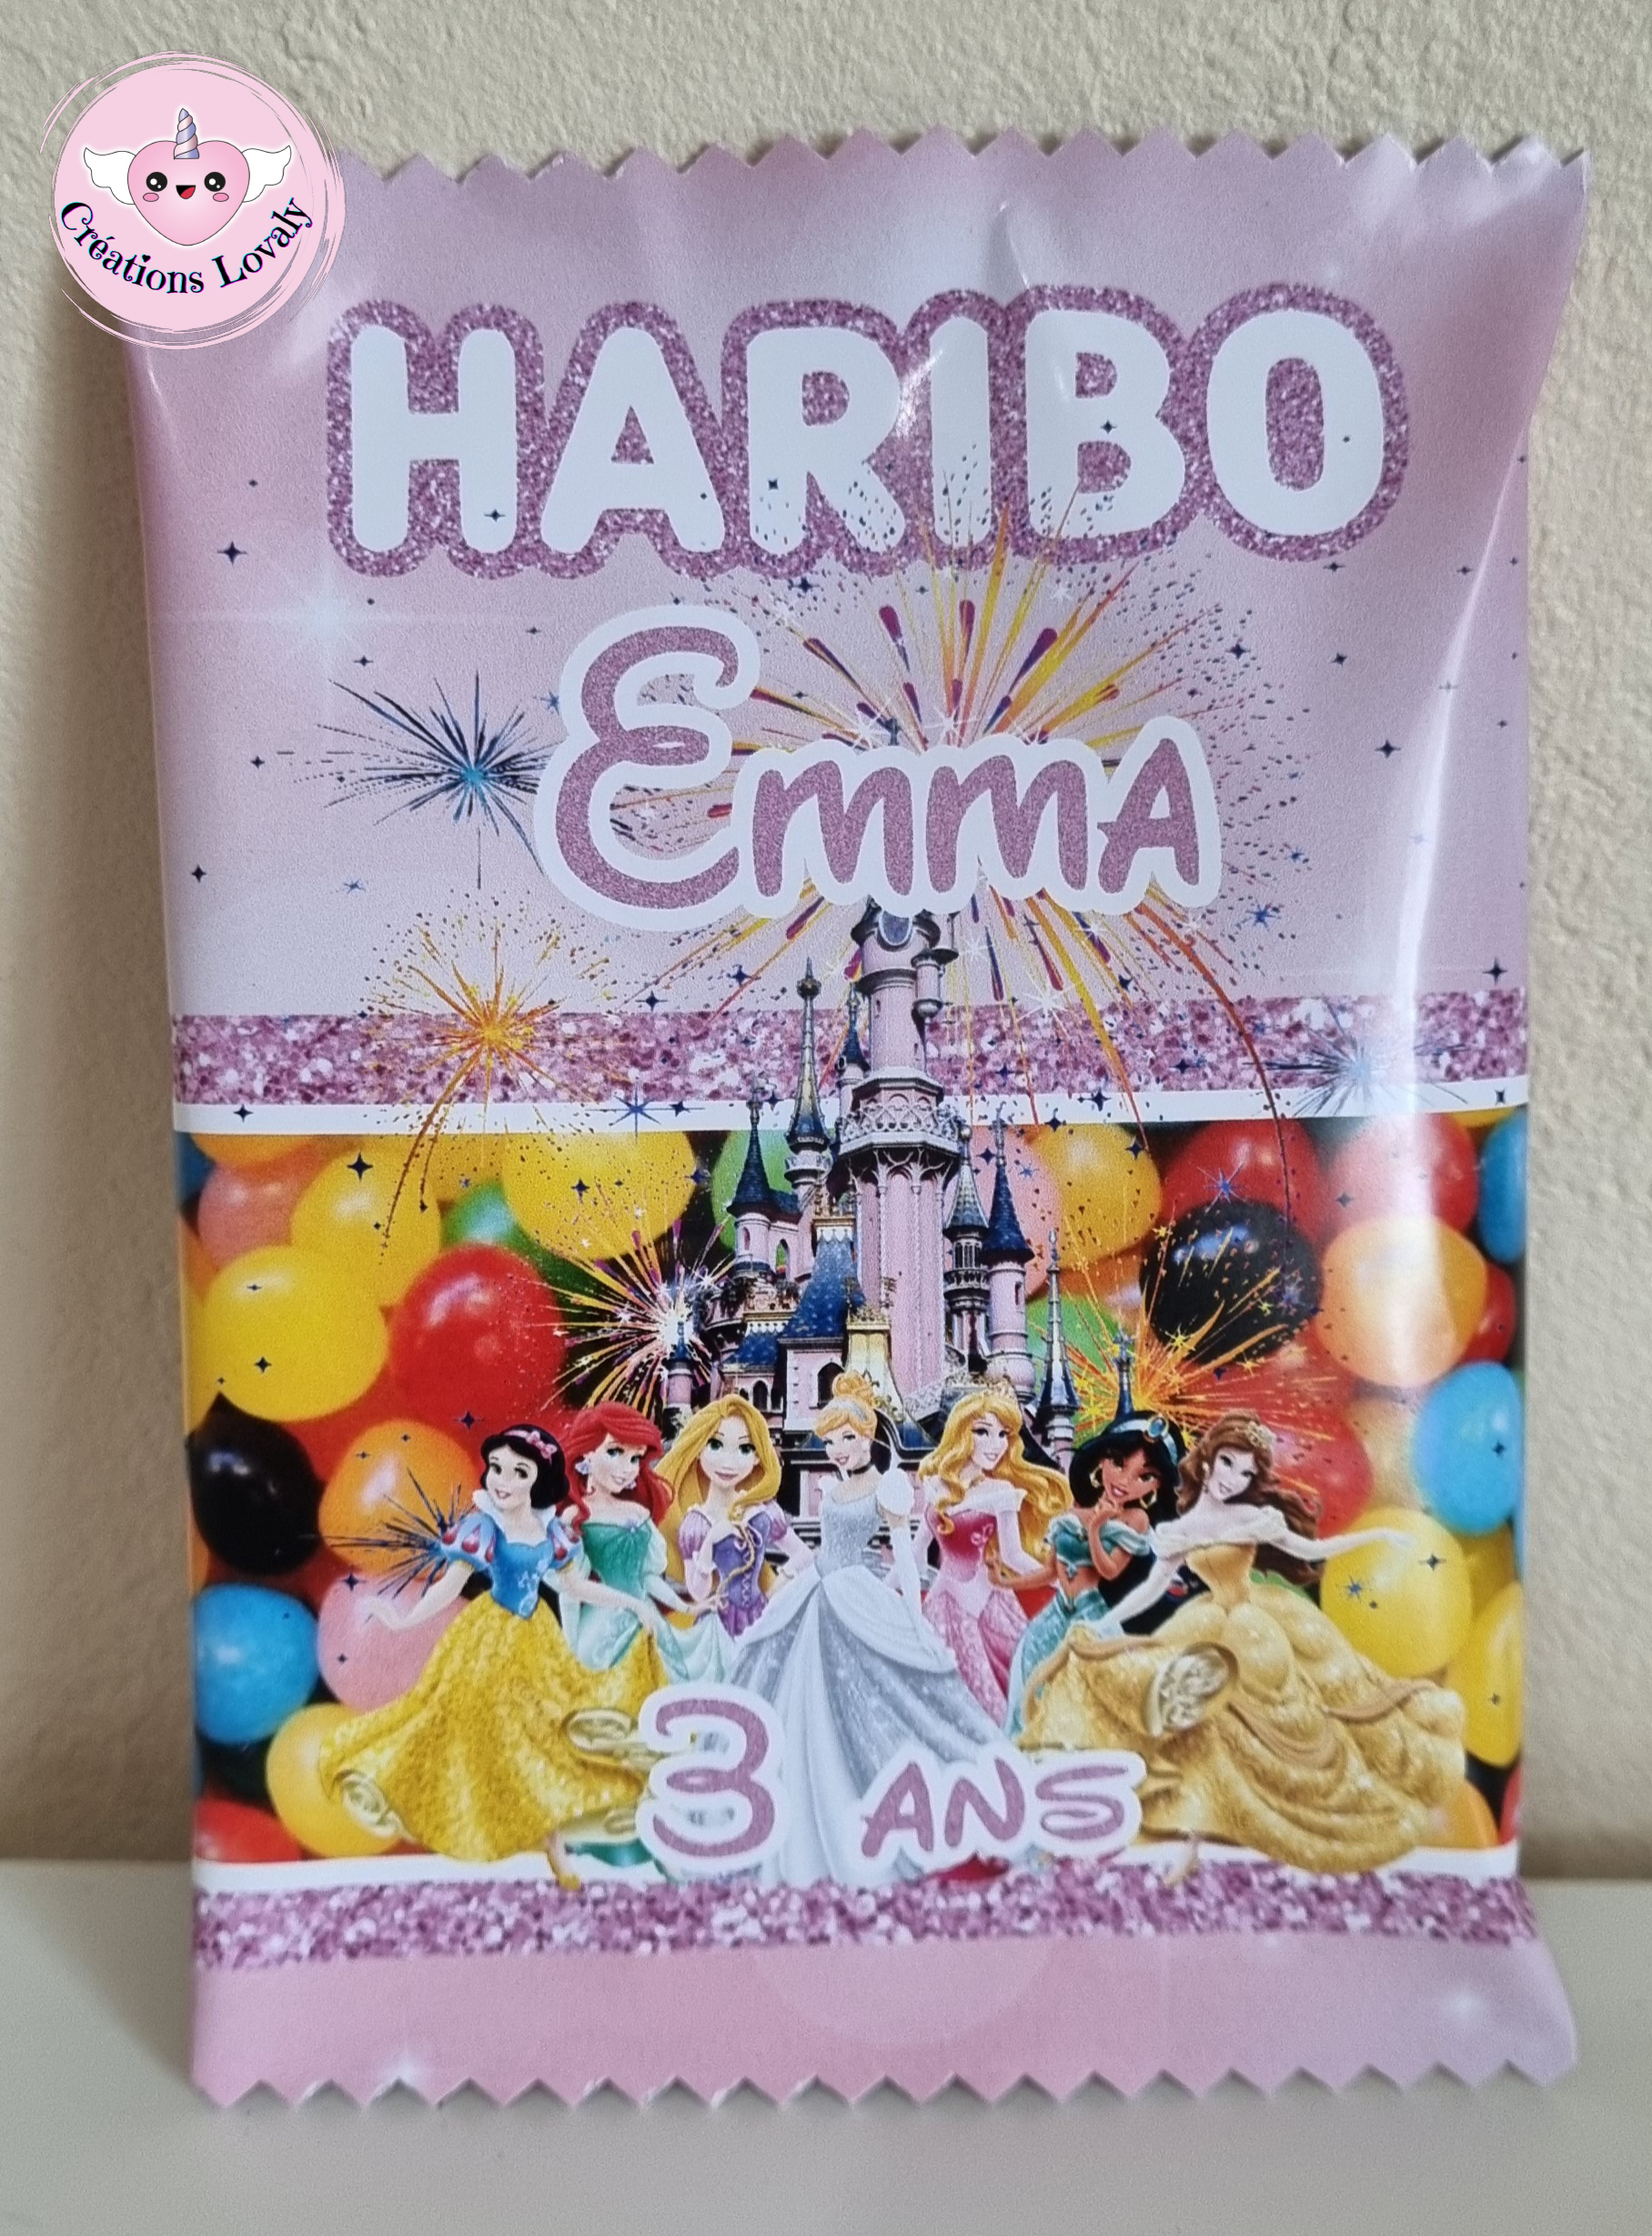 Créations Lovaly
HARIBO
Emma
3 ANS